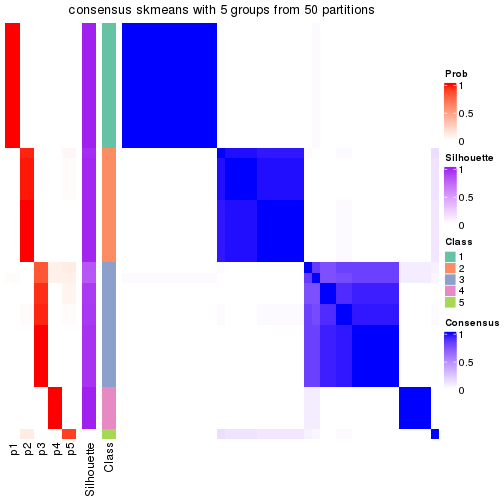 consensus skmeans with 5 groups from 50 partitions
Prob
1
0.5
0
Silhouette
1
0.5
0
Class
1
2
3
4
5
Consensus
1
0.5
0
p1
p2
p3
p4
p5
Silhouette
Class